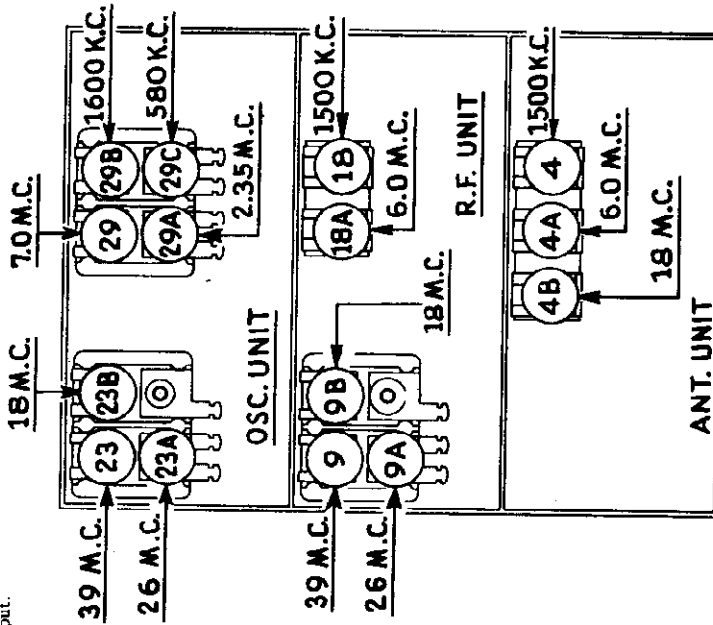 put.
18 M.C.
7.0 M.C.
39 M.C.
23
23B
29
29B
1600 K.C.
26 M.C.
23A
29A
29C
580 K.C.
2.35 M.C.
OSC. UNIT
39 M.C.
9
9B
18A
18
1500 K.C.
26 M.C.
9A
18 M.C.
6.0 M.C.
R.F. UNIT
4B
4A
4
1500 K.C.
6.0 M.C.
18 M.C.
ANT. UNIT